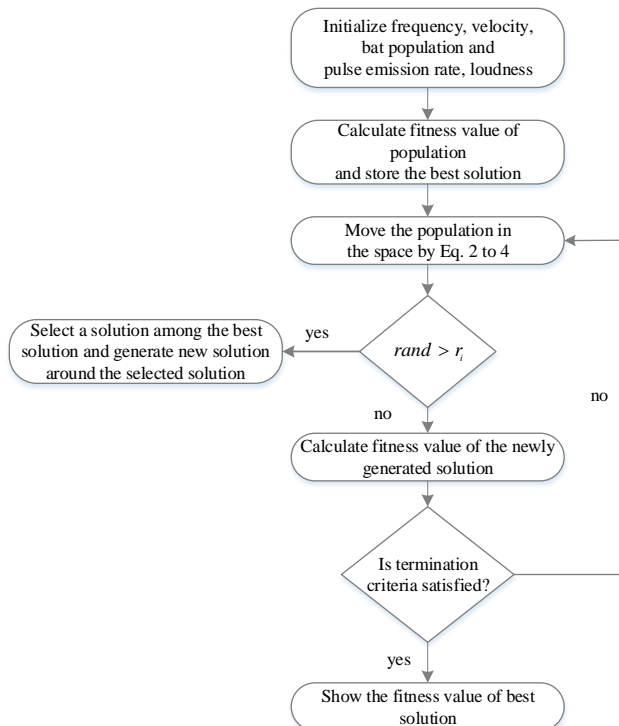 Initialize frequency, velocity,
bat population and
pulse emission rate, loudness
Calculate fitness value of
population
and store the best solution
Move the population in
the space by Eq. 2 to 4
Select a solution among the best
solution and generate new solution
around the selected solution
yes
rand > r_i
no
no
Calculate fitness value of the newly
generated solution
Is termination
criteria satisfied?
yes
Show the fitness value of best
solution